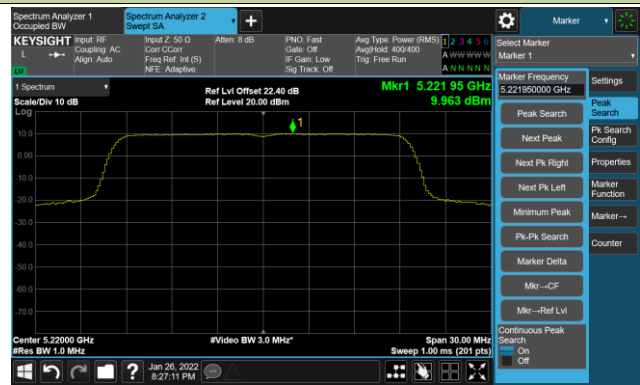 Spectrum Analyzer 1
Occupied BW
Spectrum Analyzer 2
Swept SA
Marker
KEYSIGHT
L
Input: RF
Coupling: AC
Align: Auto
Input Z: 50 Ω
Corr CCorr
Freq Ref: Int (S)
NFE: Adaptive
Atten: 8 dB
PNO: Fast
Gate: Off
IF Gain: Low
Sig Track: Off
Avg Type: Power (RMS)
Avg|Hold: 400/400
Trig: Free Run
1 2 3 4 5 6
A W W W W W
A N N N N N
Select Marker
Marker 1
1 Spectrum
Scale/Div 10 dB
Log
Ref Lvl Offset 22.40 dB
Ref Level 20.00 dBm
Mkr1 5.221 95 GHz
9.963 dBm
1
10.0
0.00
-10.0
-20.0
-30.0
-40.0
-50.0
-60.0
-70.0
Center 5.22000 GHz
#Res BW 1.0 MHz
#Video BW 3.0 MHz*
Span 30.00 MHz
Sweep 1.00 ms (201 pts)
Marker Frequency
5.221950000 GHz
Peak Search
Next Peak
Next Pk Right
Next Pk Left
Minimum Peak
Pk-Pk Search
Marker Delta
Mkr→CF
Mkr→Ref Lvl
Continuous Peak
Search
On
Off
Settings
Peak
Search
Pk Search
Config
Properties
Marker
Function
Marker→
Counter
Jan 26, 2022
8:27:11 PM